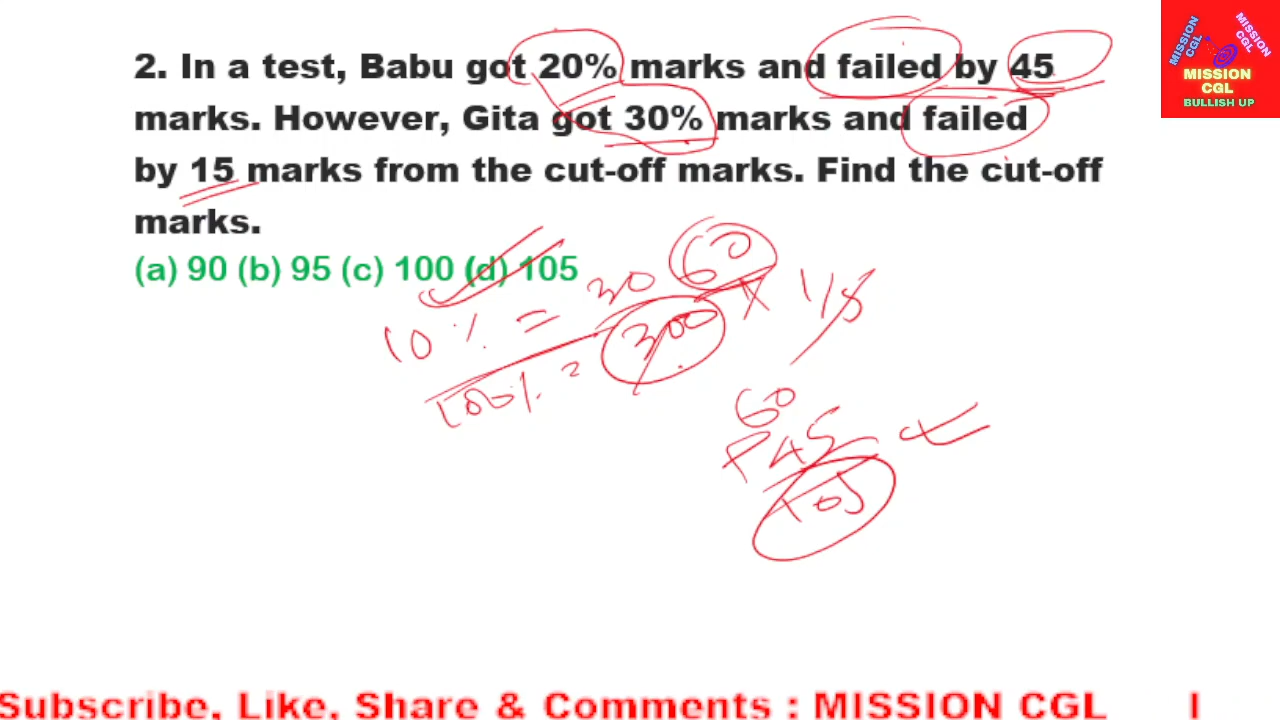 2. In a test, Babu got 20% marks and failed by 45
marks. However, Gita got 30% marks and failed
by 15 marks from the cut-off marks. Find the cut-off
marks.
(a) 90 (b) 95 (c) 100 (d) 105
10 % = 30 60
100% = 300 × 1/5
60
+ 45
105
MISSION CGL
MISSION CGL
MISSION
CGL
BULLISH UP
Subscribe, Like, Share & Comments : MISSION CGL